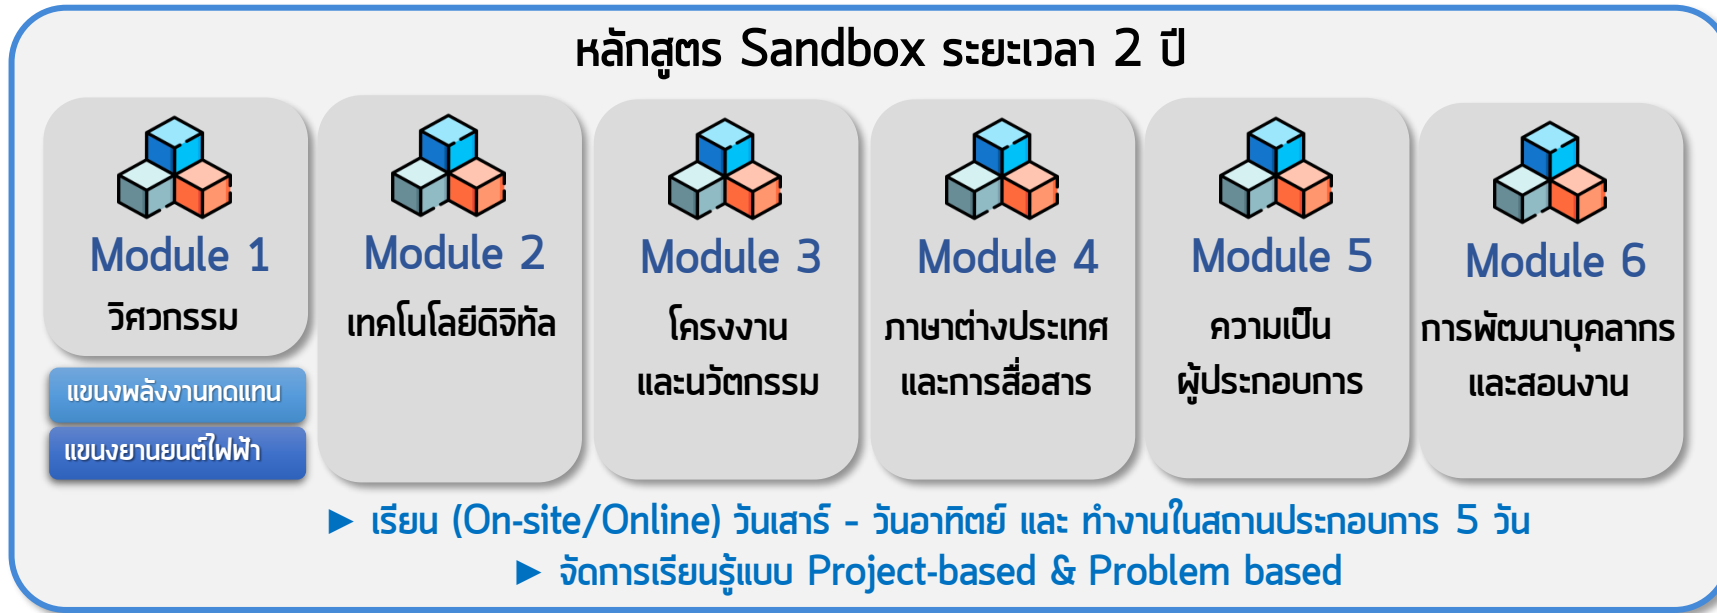 หลักสูตร Sandbox ระยะเวลา 2 ปี
Module 1
วิศวกรรม
แขนงพลังงานทดแทน
แขนงยานยนต์ไฟฟ้า
Module 2
เทคโนโลยีดิจิทัล
Module 3
โครงงาน
และนวัตกรรม
Module 4
ภาษาต่างประเทศ
และการสื่อสาร
Module 5
ความเป็น
ผู้ประกอบการ
Module 6
การพัฒนาบุคลากร
และสอนงาน
► เรียน (On-site/Online) วันเสาร์ - วันอาทิตย์ และ ทำงานในสถานประกอบการ 5 วัน
► จัดการเรียนรู้แบบ Project-based & Problem based